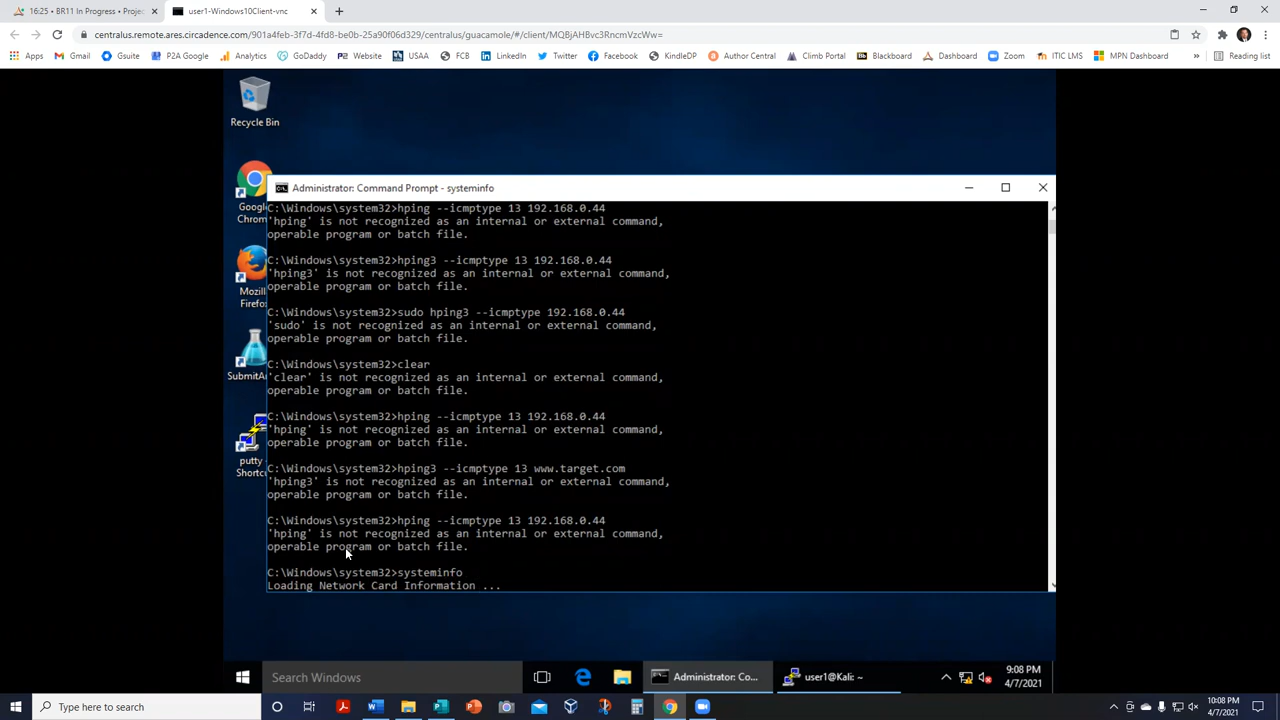 16:25 • BR11 In Progress • Projec
user1-Windows10Client-vnc
centralus.remote.ares.circadence.com/901a4feb-3f7d-4fd8-be0b-25a90f06d329/centralus/guacamole/#/client/MQBjAHBvc3RncmVzcWw=
Apps
Gmail
Gsuite
P2A Google
Analytics
GoDaddy
Website
USAA
FCB
LinkedIn
Twitter
Facebook
KindleDP
Author Central
Climb Portal
Blackboard
Dashboard
Zoom
ITIC LMS
MPN Dashboard
»
Reading list
Recycle Bin
Google
Chrom
Mozill
Firefo
SubmitA
putty
Shortc
Administrator: Command Prompt - systeminfo
C:\Windows\system32>hping --icmptype 13 192.168.0.44
'hping' is not recognized as an internal or external command,
operable program or batch file.
C:\Windows\system32>hping3 --icmptype 13 192.168.0.44
'hping3' is not recognized as an internal or external command,
operable program or batch file.
C:\Windows\system32>sudo hping3 --icmptype 192.168.0.44
'sudo' is not recognized as an internal or external command,
operable program or batch file.
C:\Windows\system32>clear
'clear' is not recognized as an internal or external command,
operable program or batch file.
C:\Windows\system32>hping --icmptype 13 192.168.0.44
'hping' is not recognized as an internal or external command,
operable program or batch file.
C:\Windows\system32>hping3 --icmptype 13 www.target.com
'hping3' is not recognized as an internal or external command,
operable program or batch file.
C:\Windows\system32>hping --icmptype 13 192.168.0.44
'hping' is not recognized as an internal or external command,
operable program or batch file.
C:\Windows\system32>systeminfo
Loading Network Card Information ...
Search Windows
Administrator: Co...
user1@Kali: ~
9:08 PM
4/7/2021
Type here to search
10:08 PM
4/7/2021